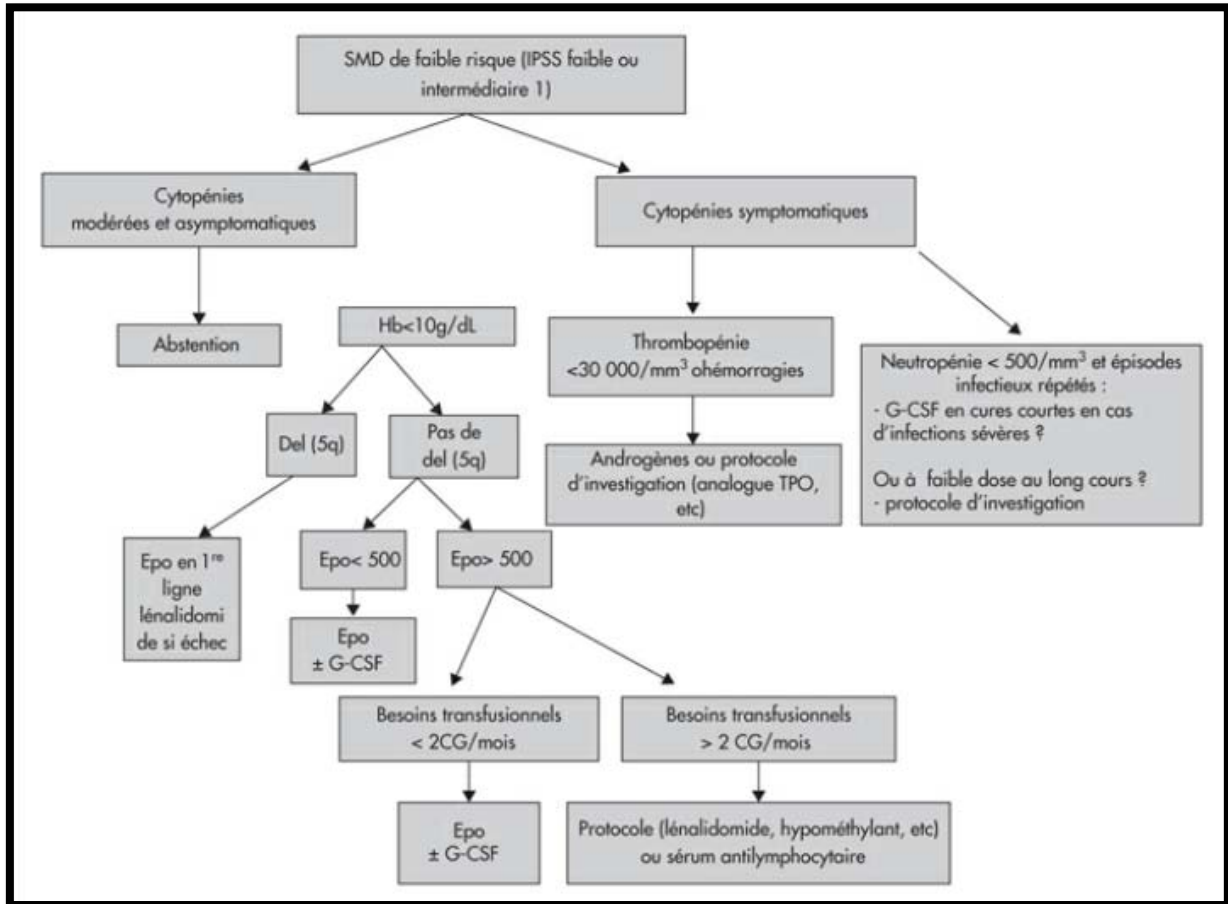 SMD de faible risque (IPSS faible ou
intermédiaire 1)
Cytopénies
modérées et asymptomatiques
Cytopénies symptomatiques
Abstention
Hb<10g/dL
Thrombopénie
<30 000/mm³ ohémorragies
Neutropénie < 500/mm³ et épisodes
infectieux répétés :
- G-CSF en cures courtes en cas
d'infections sévères ?
Ou à faible dose au long cours ?
- protocole d'investigation
Del (5q)
Pas de
del (5q)
Androgènes ou protocole
d'investigation (analogue TPO,
etc)
Epo en 1re
ligne
lénalidomi
de si échec
Epo< 500
Epo> 500
Epo
± G-CSF
Besoins transfusionnels
< 2CG/mois
Besoins transfusionnels
> 2 CG/mois
Epo
± G-CSF
Protocole (lénalidomide, hypométhylant, etc)
ou sérum antilymphocytaire